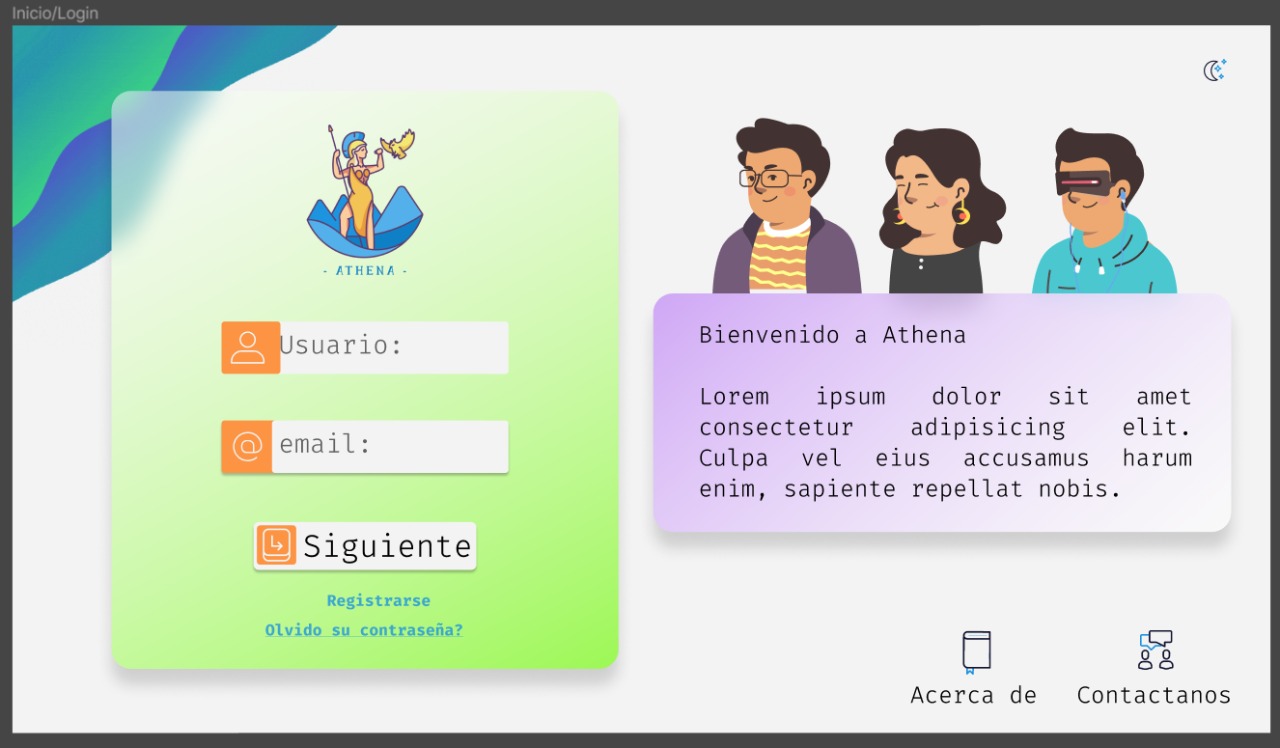 Inicio/Login
- ATHENA -
Usuario:
@ email:
Siguiente
Registrarse
Olvido su contraseña?
Bienvenido a Athena
Lorem ipsum dolor sit amet
consectetur adipisicing elit.
Culpa vel eius accusamus harum
enim, sapiente repellat nobis.
Acerca de
Contactanos